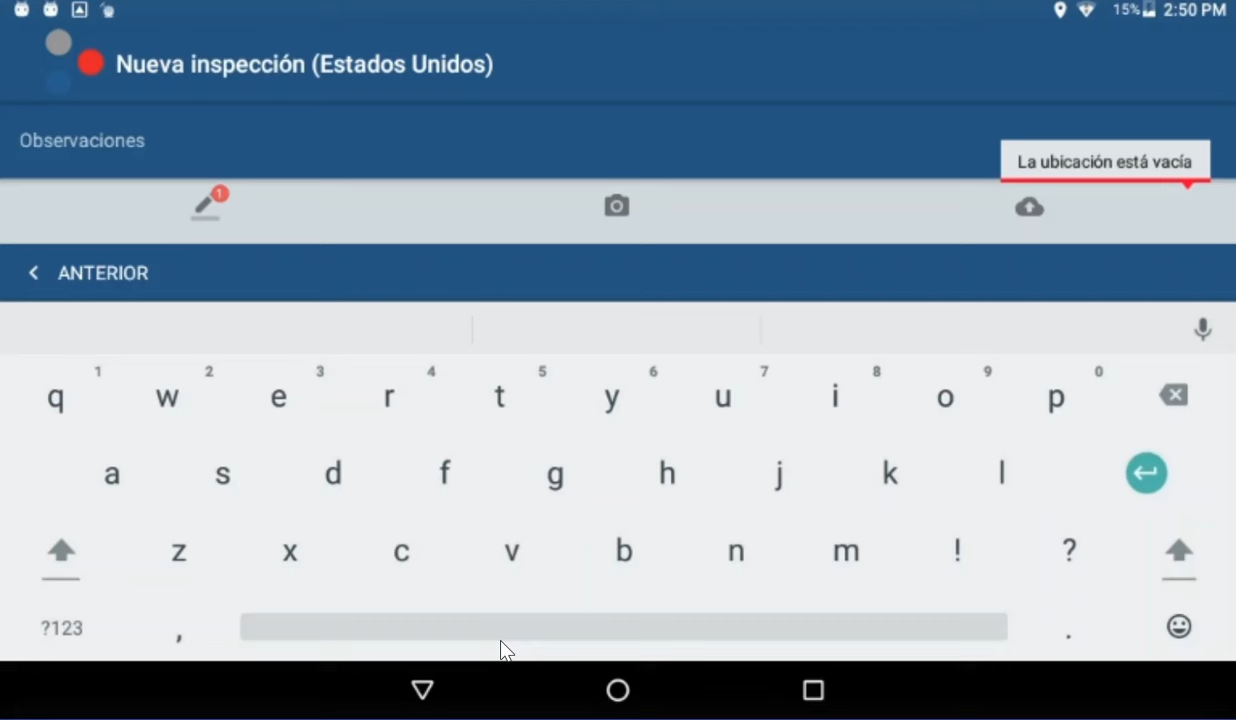 15% 2:50 PM
Nueva inspección (Estados Unidos)
Observaciones
La ubicación está vacía
1
ANTERIOR
1 2 3 4 5 6 7 8 9 0
q w e r t y u i o p
a s d f g h j k l
z x c v b n m ! ?
?123 , .